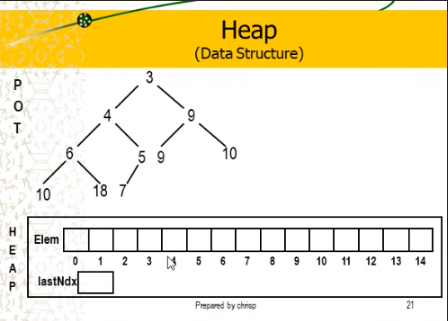 Heap
(Data Structure)
P
O
T
3
4 9
6 5 9 10
10 18 7
H
E
A
P
Elem
0 1 2 3 4 5 6 7 8 9 10 11 12 13 14
lastNdx
Prepared by chrisp 21